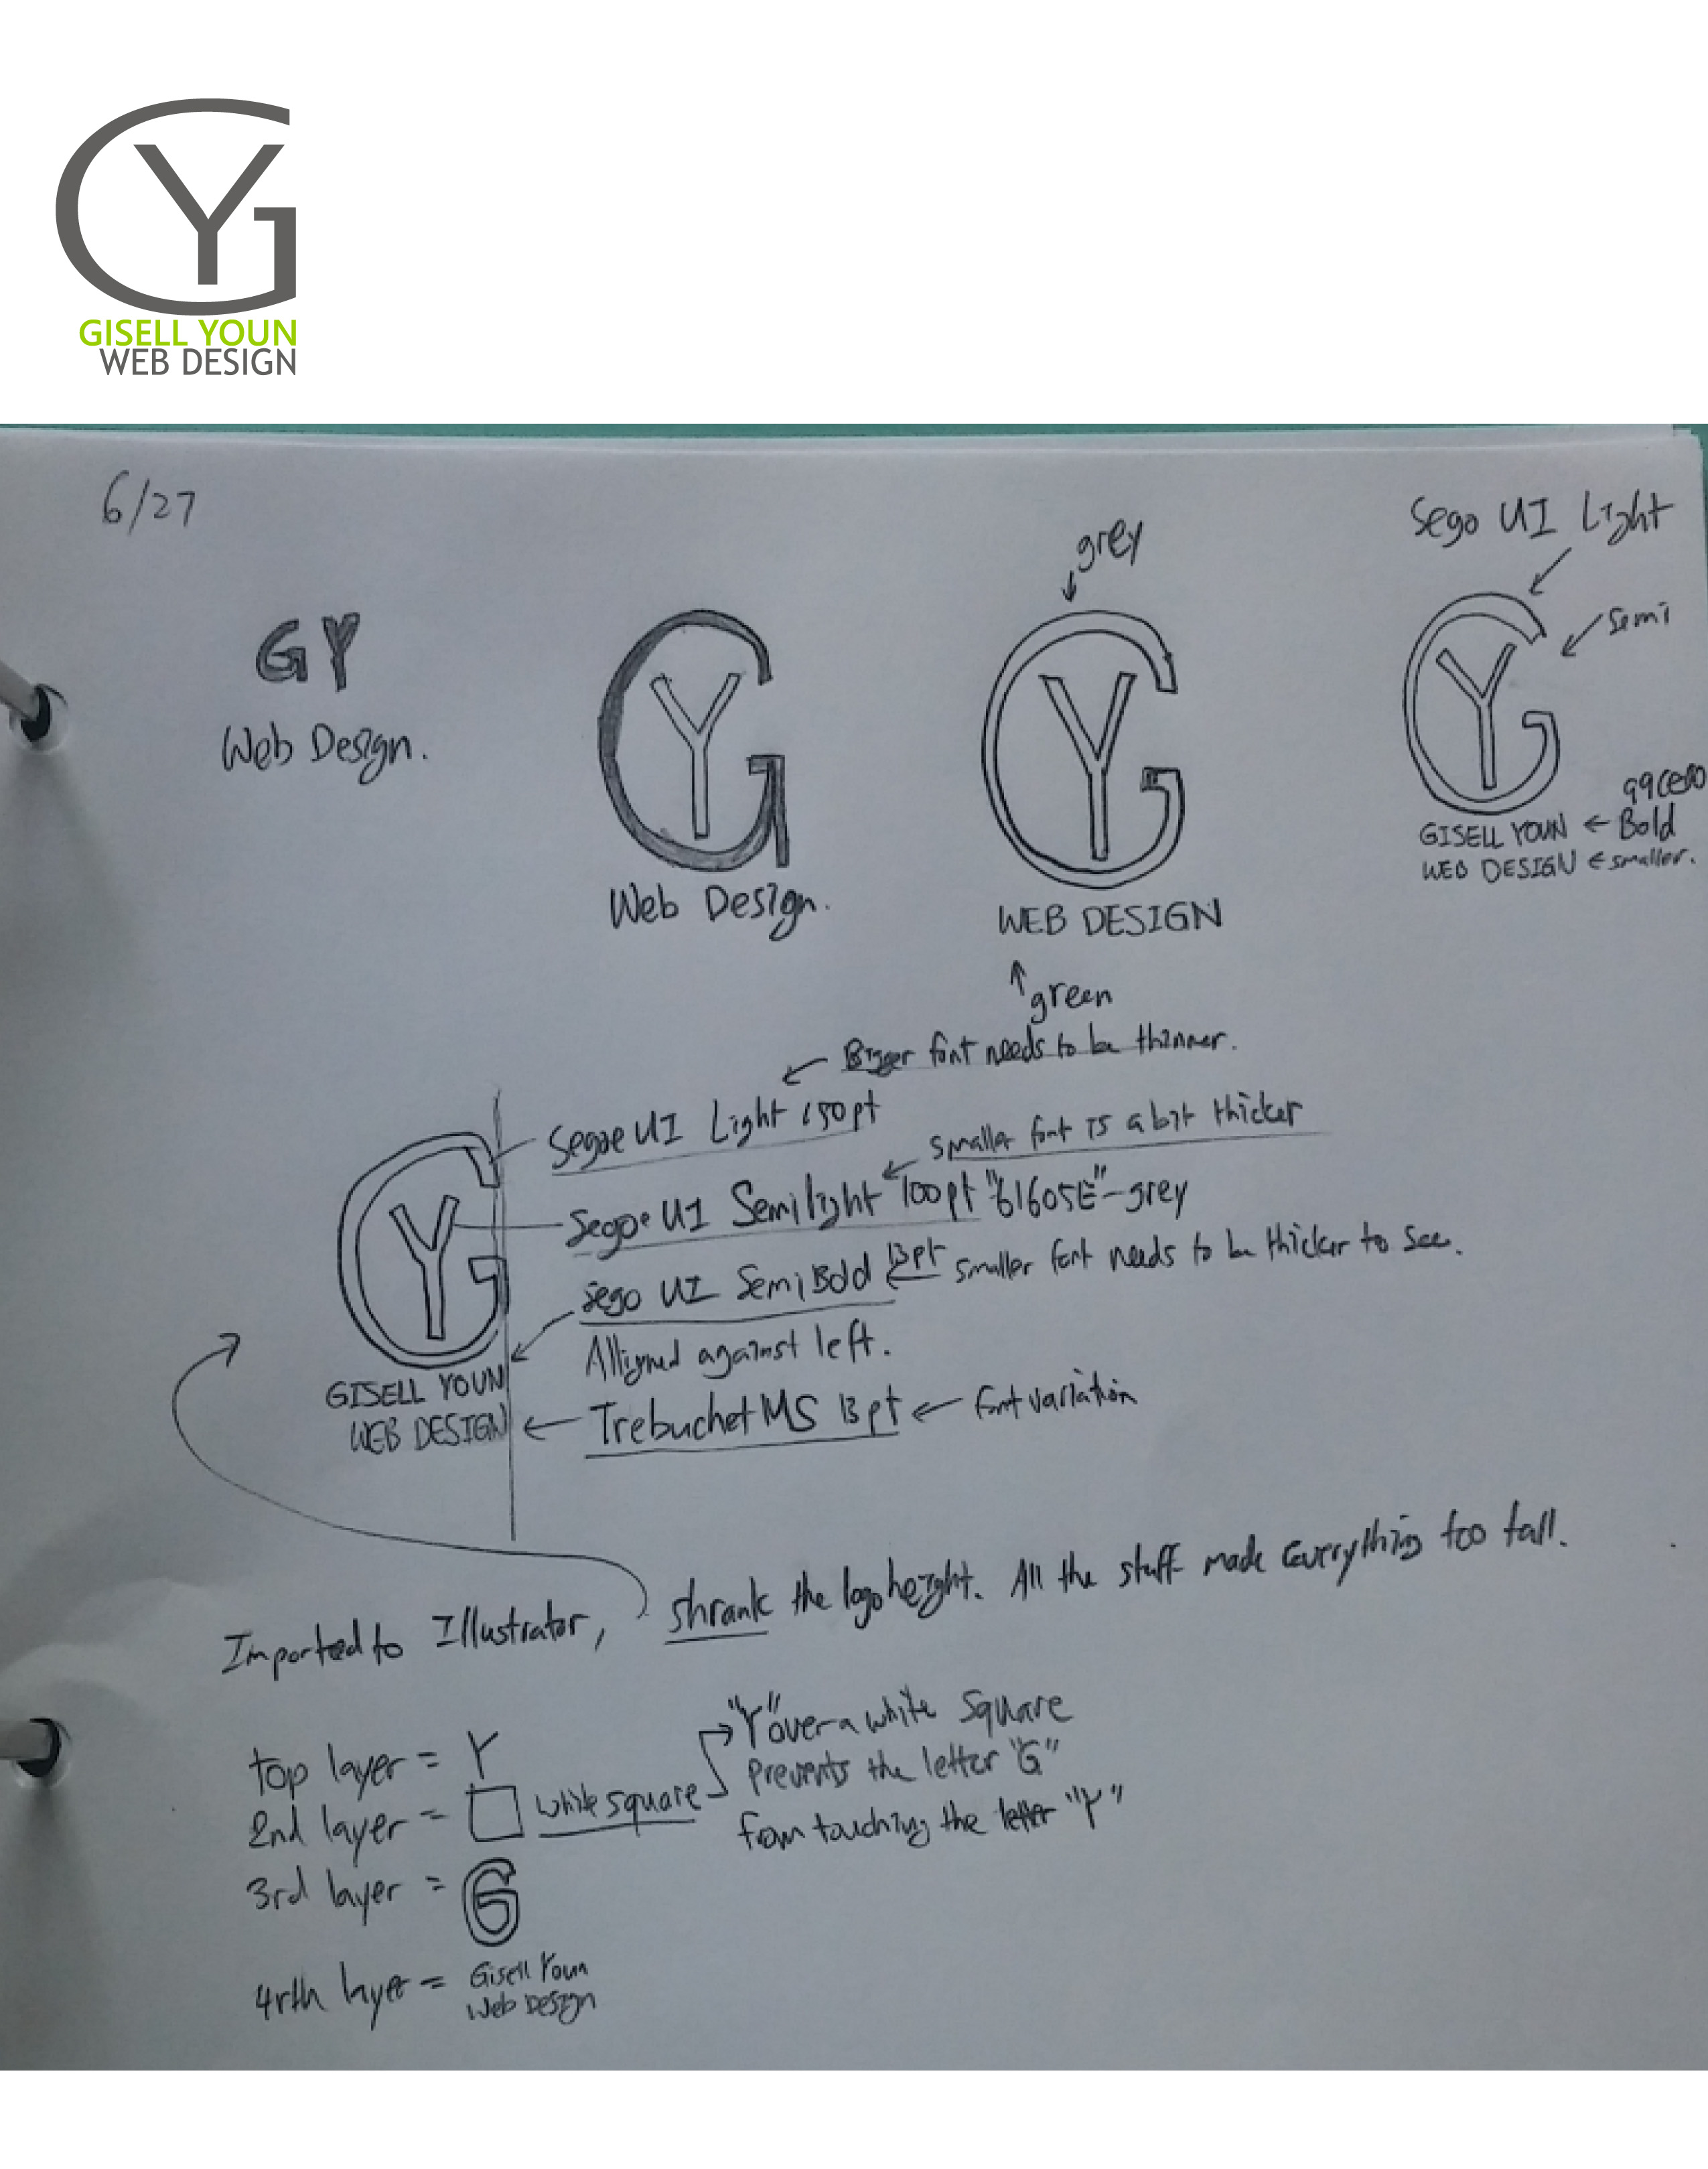 GY
GISELL YOUN
WEB DESIGN
6/27
GY
Web Design.
GY
Web Design.
grey
GY
WEB DESIGN
green
Sego UI Light
Semi
GY
99CC00
GISELL YOUN Bold
WEB DESIGN smaller.
Bigger font needs to be thinner.
Segoe UI Light 150pt
smaller font is a bit thicker
Segoe UI Semilight 100pt "61605E"-grey
Sego UI SemiBold 13pt smaller font needs to be thicker to see.
Alligned against left.
GY
GISELL YOUN
WEB DESIGN
Trebuchet MS 13pt font variation
Imported to Illustrator, shrank the logo height. All the stuff made everything too tall.
top layer = Y
2nd layer = white square
"Y" over a white square
prevents the letter "G"
from touching the letter "Y"
3rd layer = G
4rth layer = Gisell Youn
Web Design